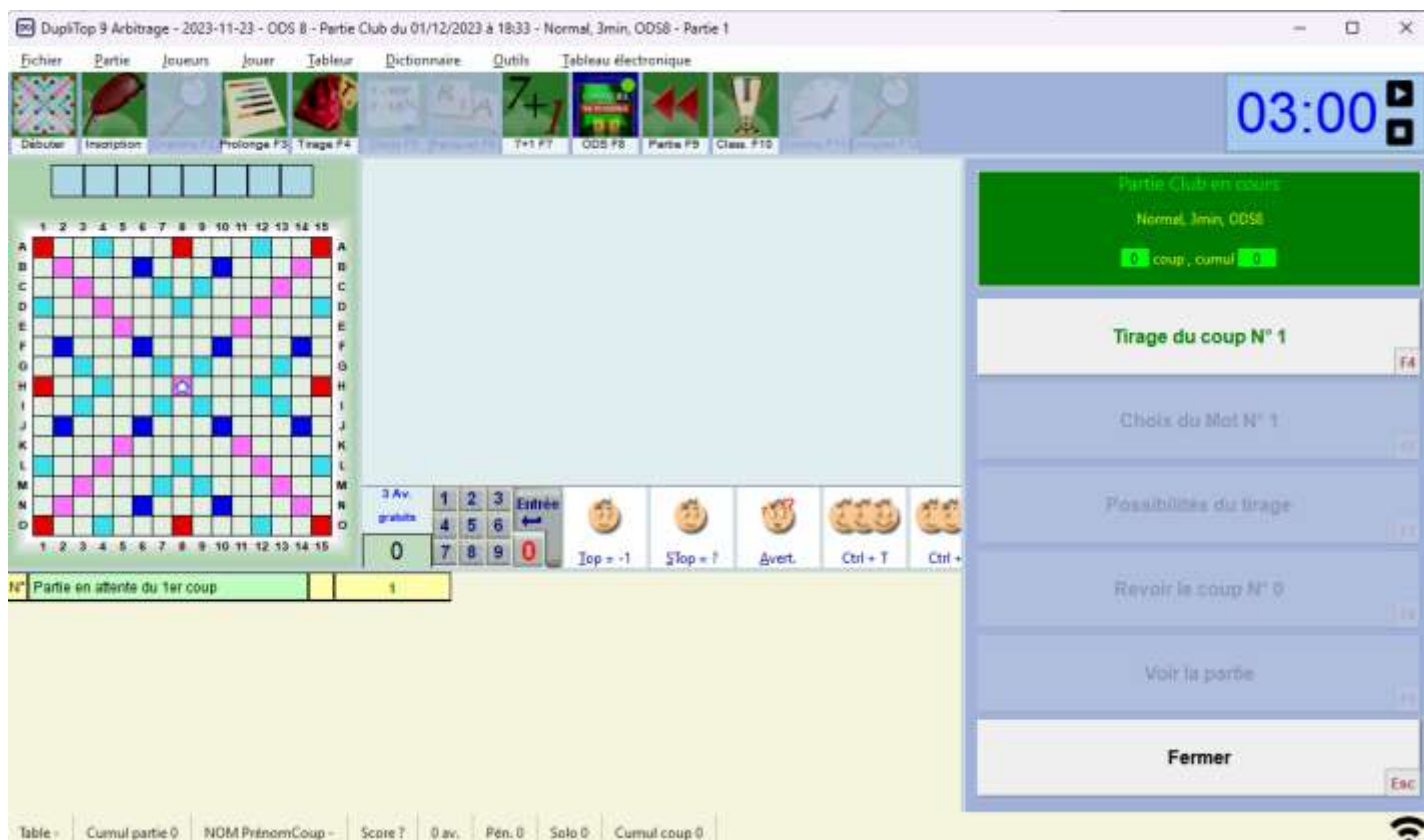 DupliTop 9 Arbitrage - 2023-11-23 - ODS 8 - Partie Club du 01/12/2023 à 18:33 - Normal, 3min, ODS8 - Partie 1
Fichier Partie Joueurs Jouer Tableur Dictionnaire Outils Tableau électronique
7+1
03:00
Débuter Inscription Prolonge F3 Tirage F4 7+1 F7 ODS F8 Partie F9 Class. F10
Partie Club en cours
Normal, 3min, ODS8
0 coup, cumul 0
1 2 3 4 5 6 7 8 9 10 11 12 13 14 15
A A
B B
C C
D D
E E
F F
G G
H H
I I
J J
K K
L L
M M
N N
O O
1 2 3 4 5 6 7 8 9 10 11 12 13 14 15
Tirage du coup N° 1
F4
Choix du Mot N° 1
Possibilités du tirage
Revoir le coup N° 0
Voir la partie
Fermer
Esc
3 Av.
gratuits
0
1 2 3 Entrée
4 5 6
7 8 9 0
Top = -1 STop = ? Avert. Ctrl + T Ctrl +
N° Partie en attente du 1er coup 1
Table - Cumul partie 0 NOM PrénomCoup - Score ? 0 av. Pén. 0 Solo 0 Cumul coup 0